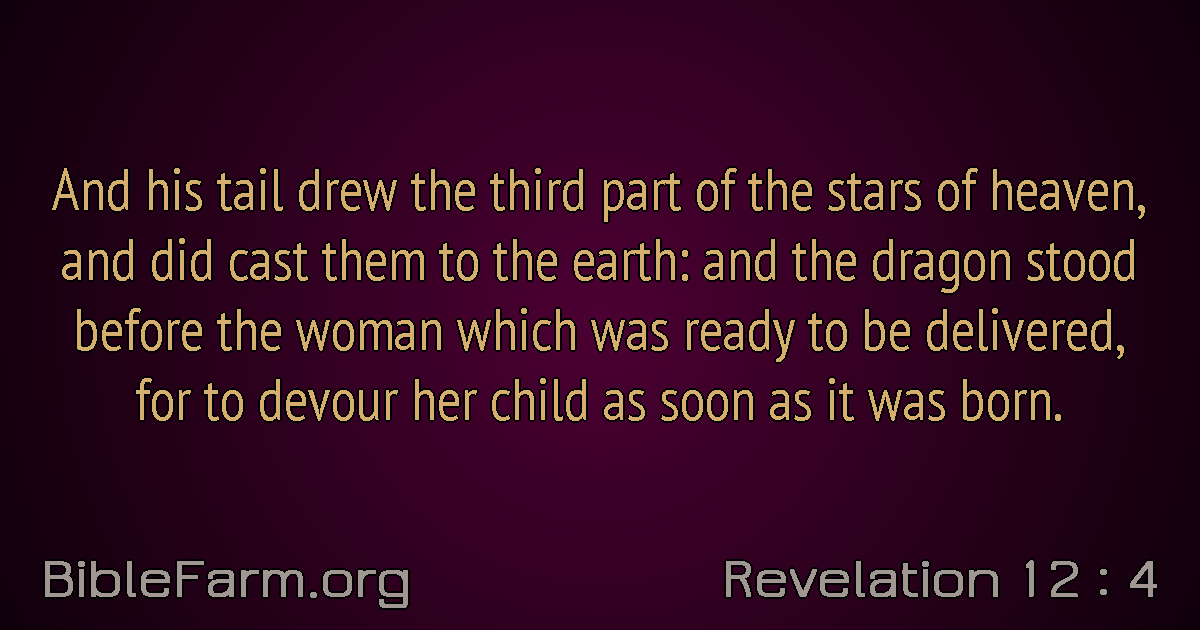 And his tail drew the third part of the stars of heaven,
and did cast them to the earth: and the dragon stood
before the woman which was ready to be delivered,
for to devour her child as soon as it was born.
BibleFarm.org
Revelation 12 : 4